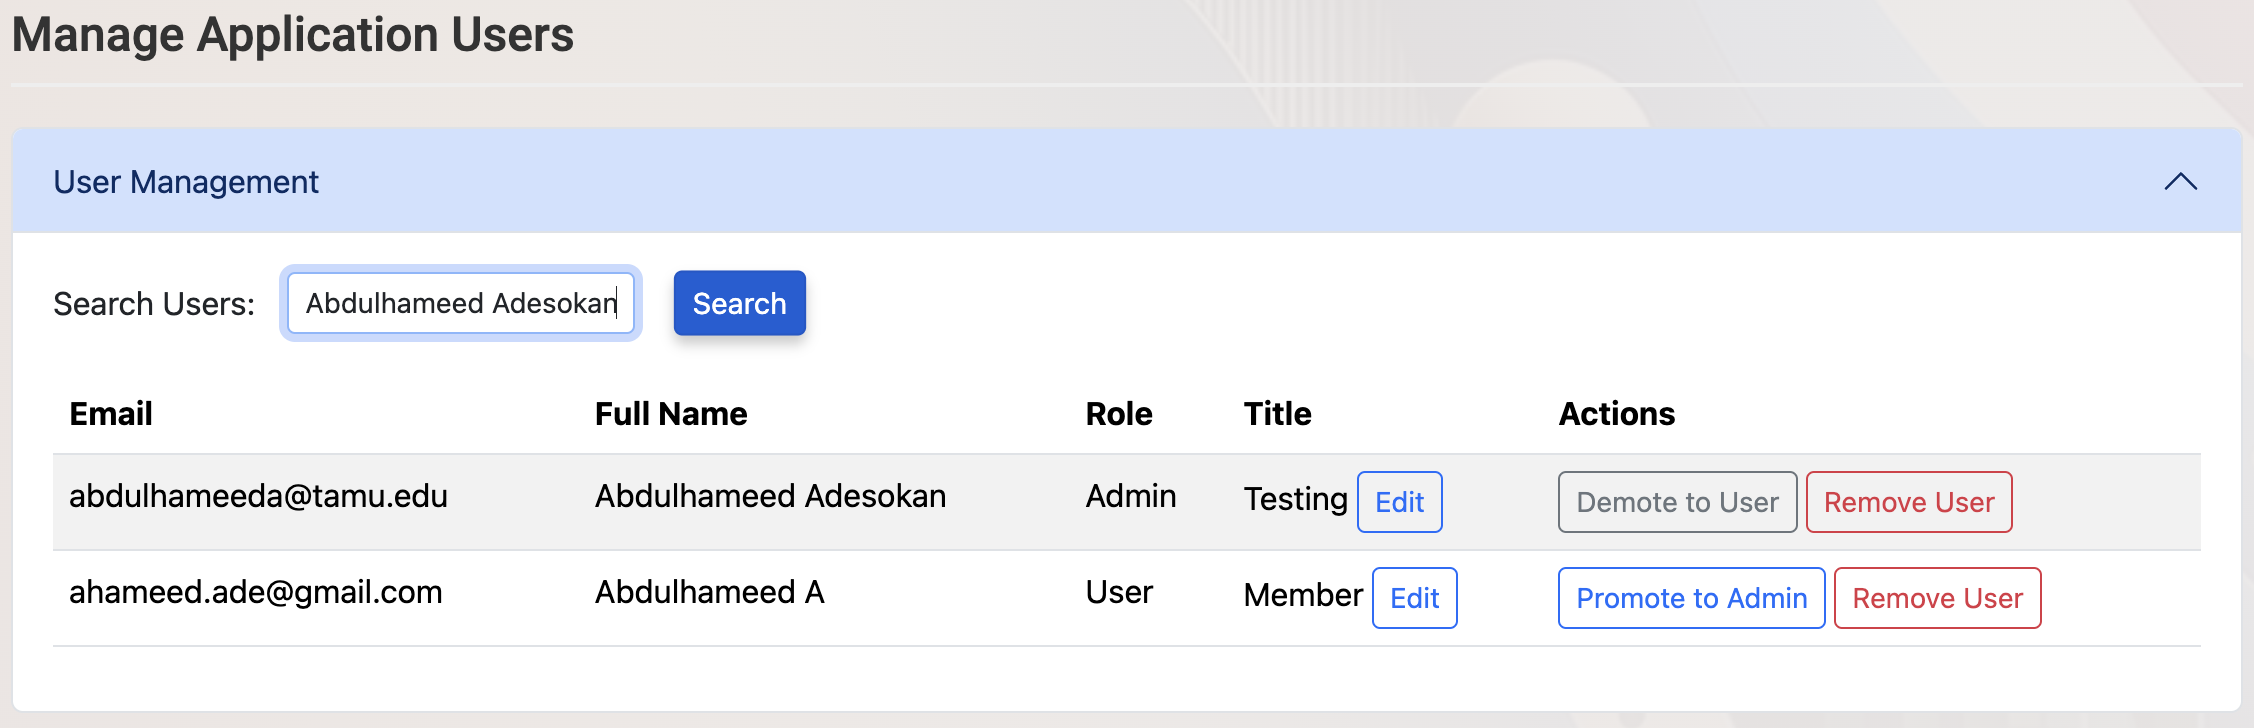 Manage Application Users
User Management
Search Users: Abdulhameed Adesokan Search
Email Full Name Role Title Actions
abdulhameeda@tamu.edu Abdulhameed Adesokan Admin Testing Edit Demote to User Remove User
ahameed.ade@gmail.com Abdulhameed A User Member Edit Promote to Admin Remove User